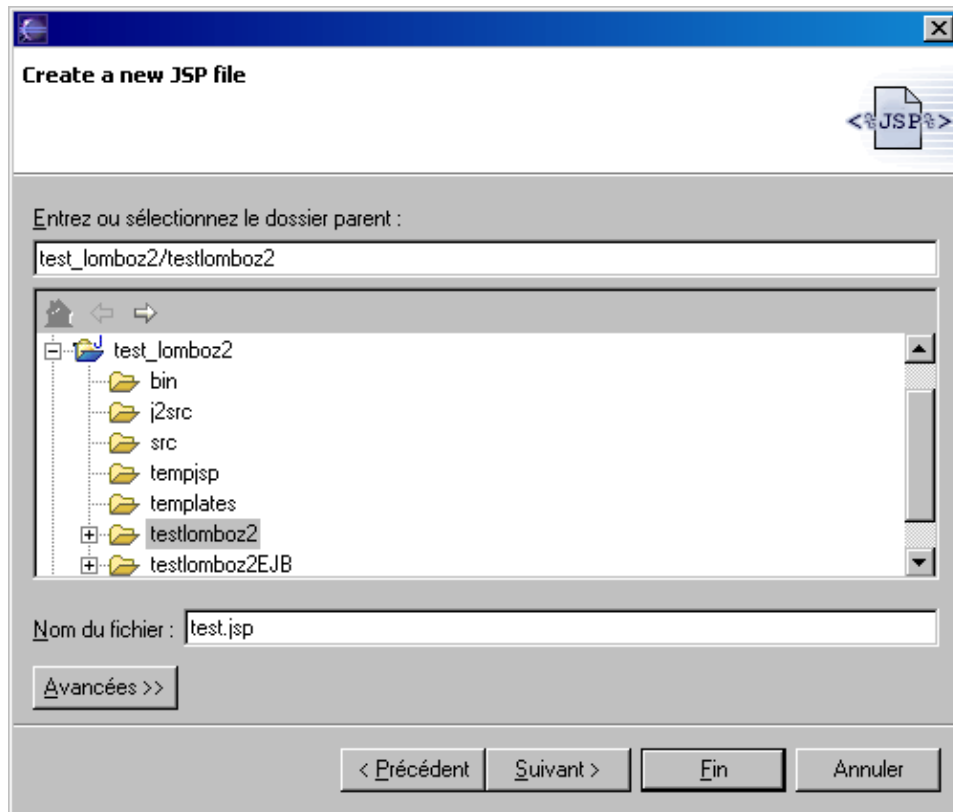 Create a new JSP file
<%JSP%>
Entrez ou sélectionnez le dossier parent :
test_lomboz2/testlomboz2
test_lomboz2
bin
j2src
src
tempjsp
templates
testlomboz2
testlomboz2EJB
Nom du fichier : test.jsp
Avancées >>
< Précédent Suivant > Fin Annuler